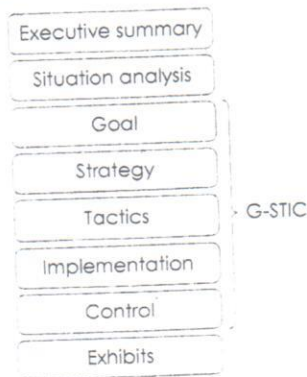 Executive summary
Situation analysis
Goal
Strategy
Tactics
G-STIC
Implementation
Control
Exhibits